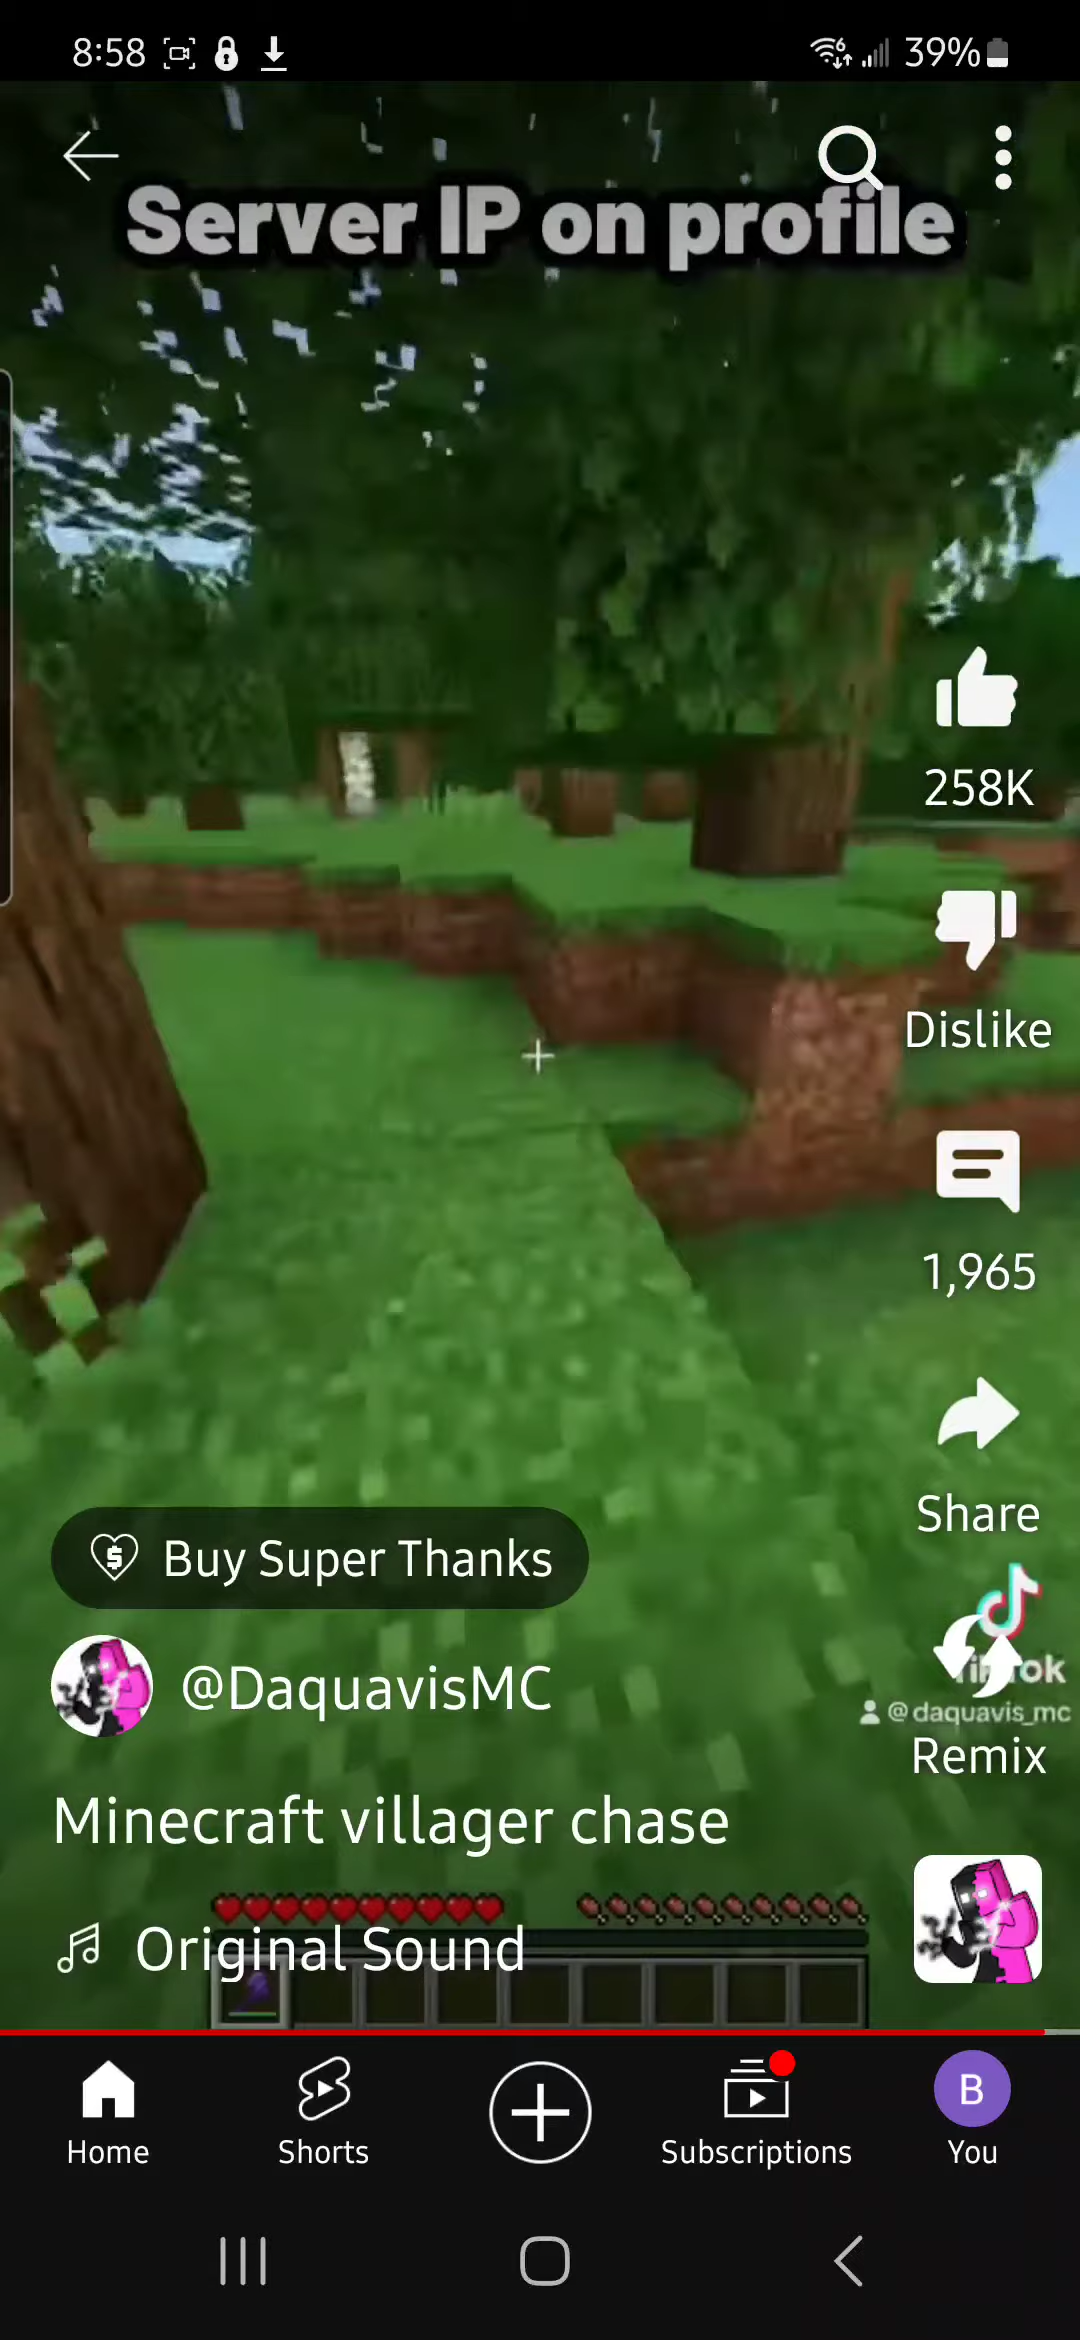 8:58
39%
Server IP on profile
258K
Dislike
1,965
Share
Buy Super Thanks
@DaquavisMC
@daquavis_mc
Remix
Minecraft villager chase
Original Sound
Home
Shorts
Subscriptions
B
You